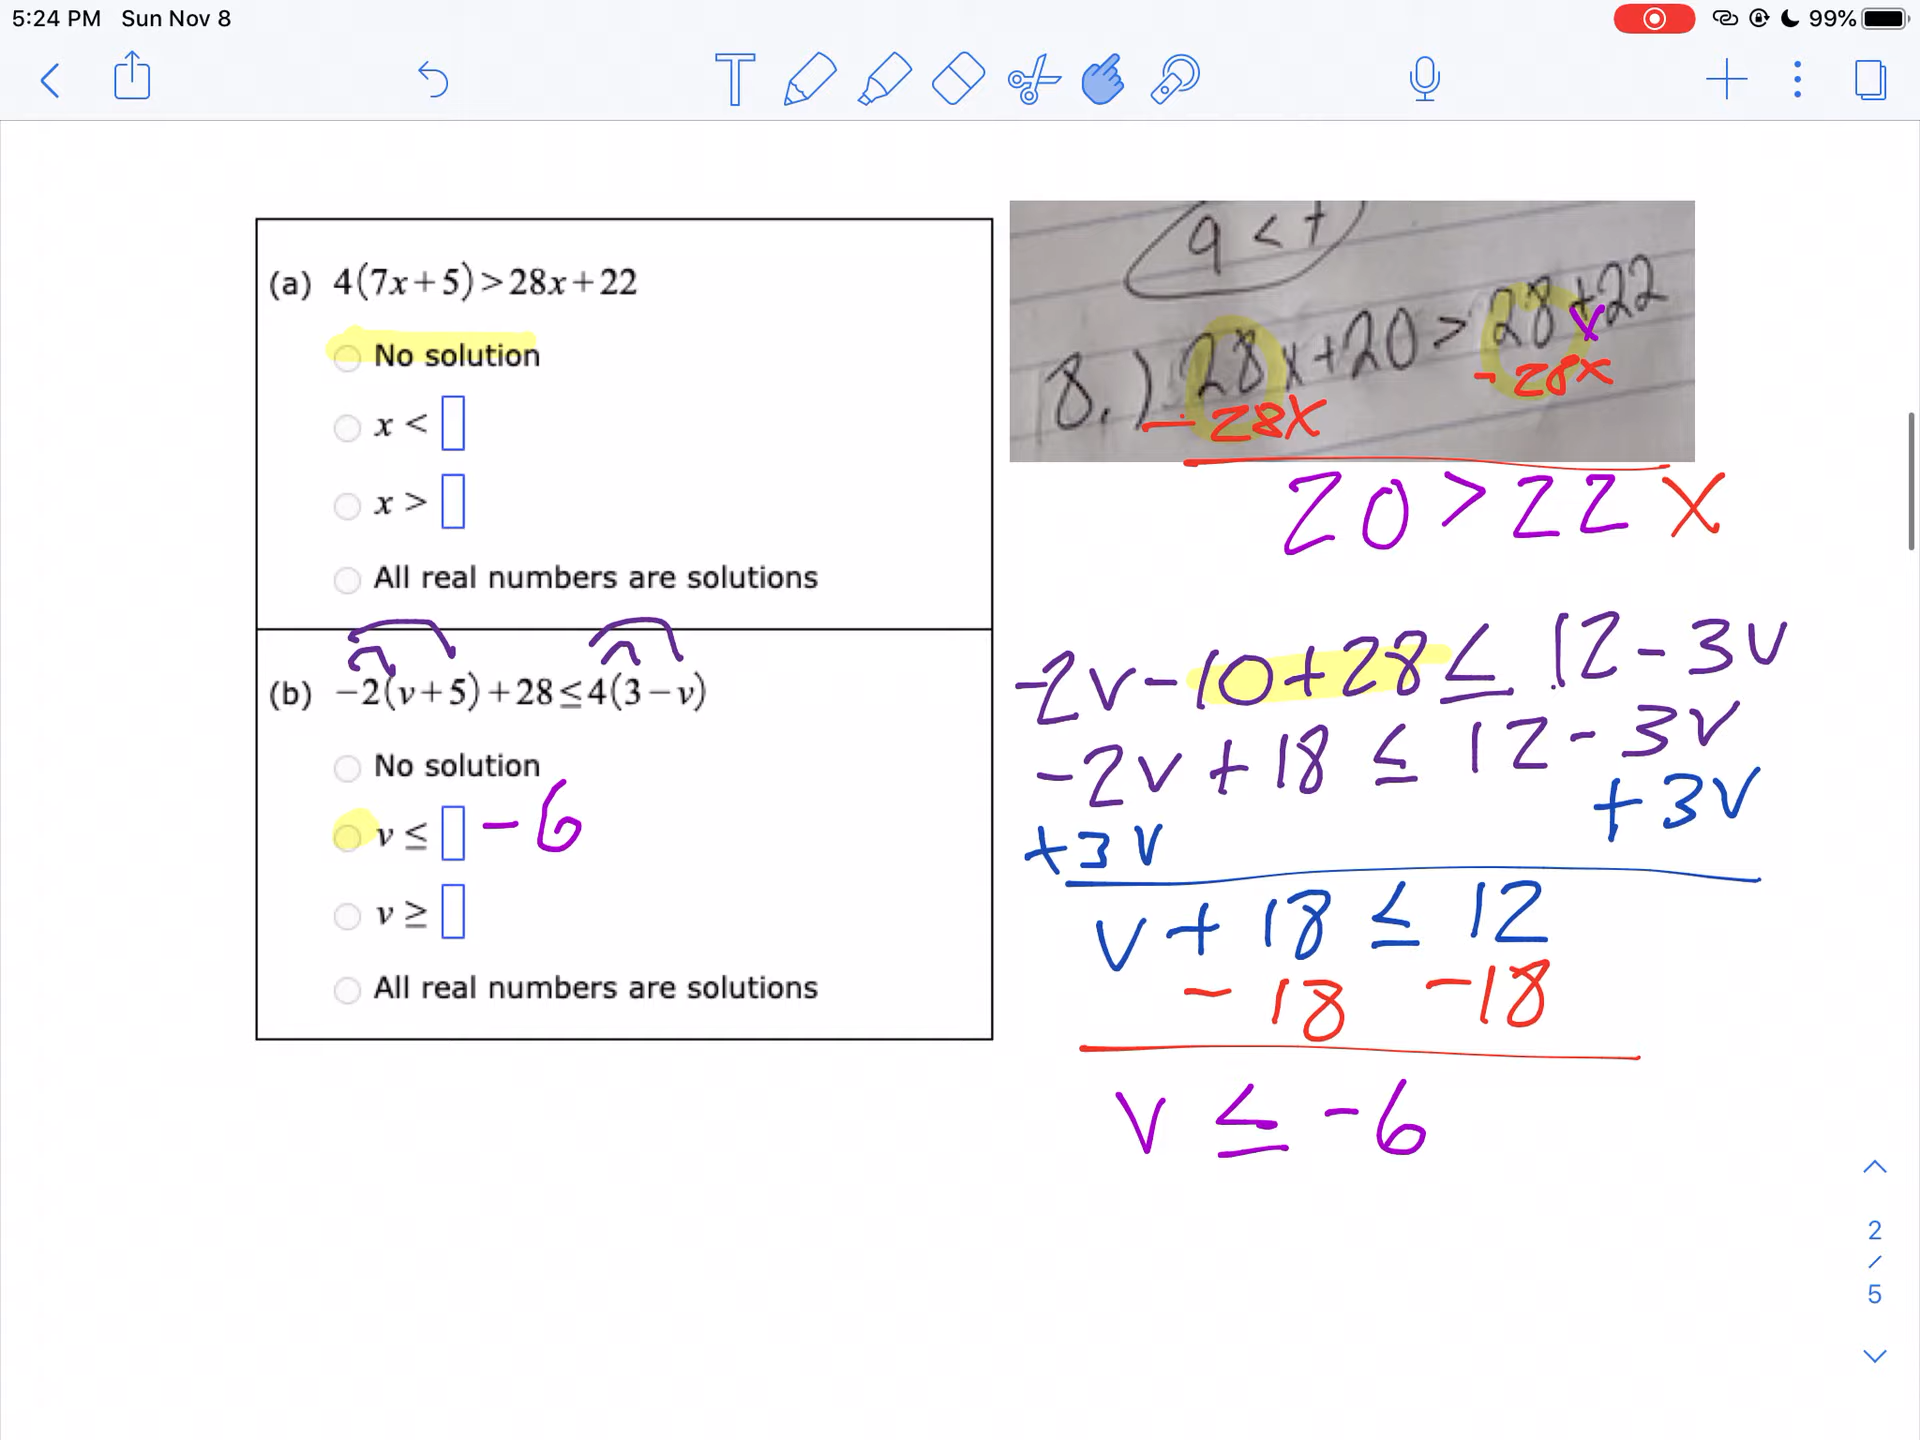 5:24 PM Sun Nov 8
99%
(a) 4(7x+5)>28x+22
No solution
x <
x >
All real numbers are solutions
(b) −2(v+5)+28≤4(3−v)
No solution
v ≤ −6
v ≥
All real numbers are solutions
9 < t
18.) 28x+20>28x+22
−28x −28x
20 > 22 X
−2v−10+28 ≤ 12−3v
−2v+18 ≤ 12−3v
+3v +3v
v+18 ≤ 12
−18 −18
v ≤ −6
2
/
5